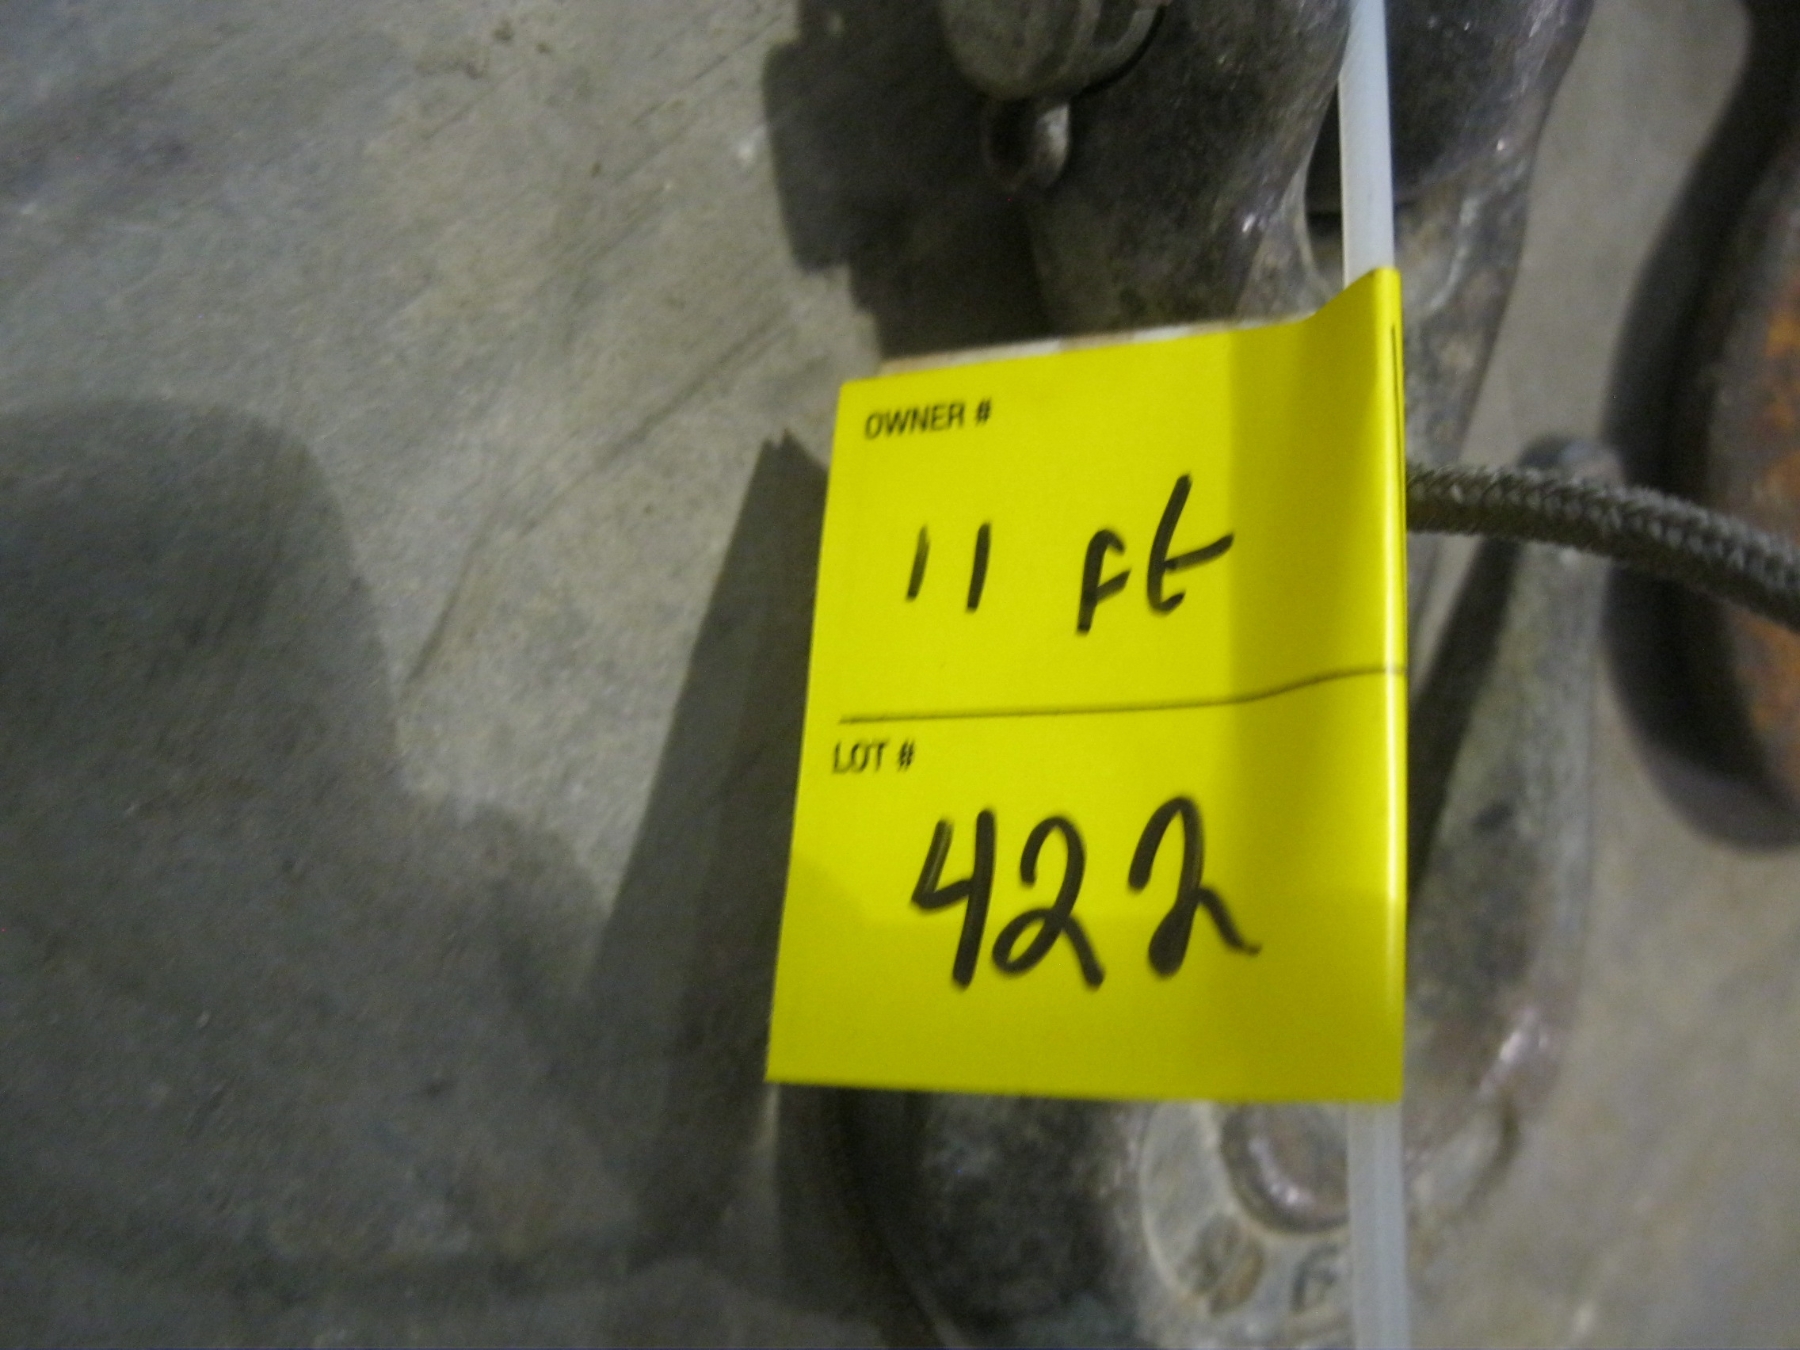 OWNER #
11 ft
LOT #
422